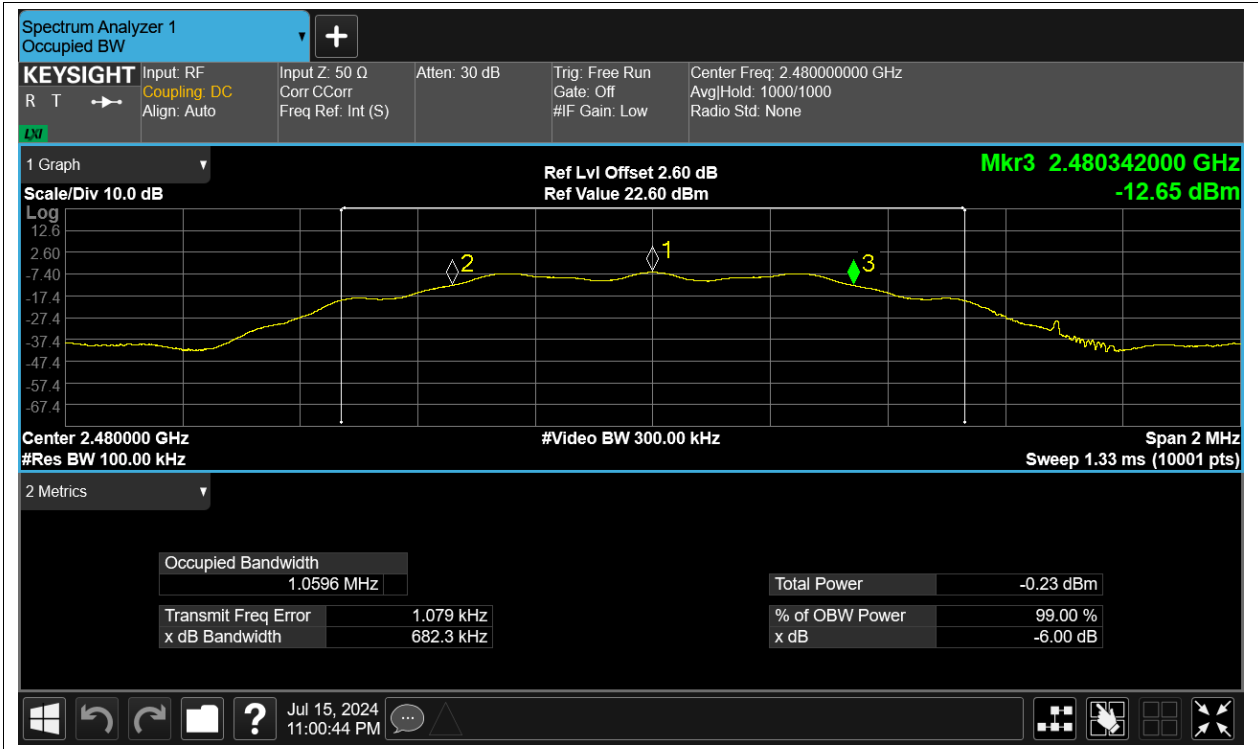 Spectrum Analyzer 1
Occupied BW
KEYSIGHT
R T
LXI
Input: RF
Coupling: DC
Align: Auto
Input Z: 50 Ω
Corr CCorr
Freq Ref: Int (S)
Atten: 30 dB
Trig: Free Run
Gate: Off
#IF Gain: Low
Center Freq: 2.480000000 GHz
Avg|Hold: 1000/1000
Radio Std: None
1 Graph
Scale/Div 10.0 dB
Ref Lvl Offset 2.60 dB
Ref Value 22.60 dBm
Mkr3 2.480342000 GHz
-12.65 dBm
Log
12.6
2.60
-7.40
-17.4
-27.4
-37.4
-47.4
-57.4
-67.4
2
1
3
Center 2.480000 GHz
#Video BW 300.00 kHz
Span 2 MHz
#Res BW 100.00 kHz
Sweep 1.33 ms (10001 pts)
2 Metrics
Occupied Bandwidth
1.0596 MHz
Transmit Freq Error 1.079 kHz
x dB Bandwidth 682.3 kHz
Total Power -0.23 dBm
% of OBW Power 99.00 %
x dB -6.00 dB
?
Jul 15, 2024
11:00:44 PM